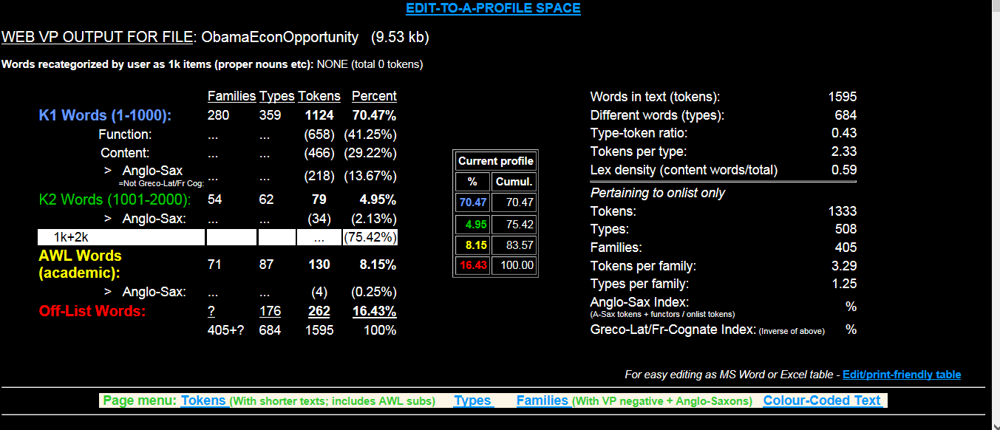 EDIT-TO-A-PROFILE SPACE
WEB VP OUTPUT FOR FILE: ObamaEconOpportunity (9.53 kb)
Words recategorized by user as 1k items (proper nouns etc): NONE (total 0 tokens)
Families Types Tokens Percent
K1 Words (1-1000): 280 359 1124 70.47%
Function: ... ... (658) (41.25%)
Content: ... ... (466) (29.22%)
> Anglo-Sax
=Not Greco-Lat/Fr Cog: ... ... (218) (13.67%)
K2 Words (1001-2000): 54 62 79 4.95%
> Anglo-Sax: ... ... (34) (2.13%)
1k+2k ... (75.42%)
AWL Words
(academic): 71 87 130 8.15%
> Anglo-Sax: ... ... (4) (0.25%)
Off-List Words: ? 176 262 16.43%
405+? 684 1595 100%
Current profile
% Cumul.
70.47 70.47
4.95 75.42
8.15 83.57
16.43 100.00
Words in text (tokens): 1595
Different words (types): 684
Type-token ratio: 0.43
Tokens per type: 2.33
Lex density (content words/total) 0.59
Pertaining to onlist only
Tokens: 1333
Types: 508
Families: 405
Tokens per family: 3.29
Types per family: 1.25
Anglo-Sax Index: %
(A-Sax tokens + functors / onlist tokens)
Greco-Lat/Fr-Cognate Index: (Inverse of above) %
For easy editing as MS Word or Excel table - Edit/print-friendly table
Page menu: Tokens (With shorter texts; includes AWL subs) Types Families (With VP negative + Anglo-Saxons) Colour-Coded Text